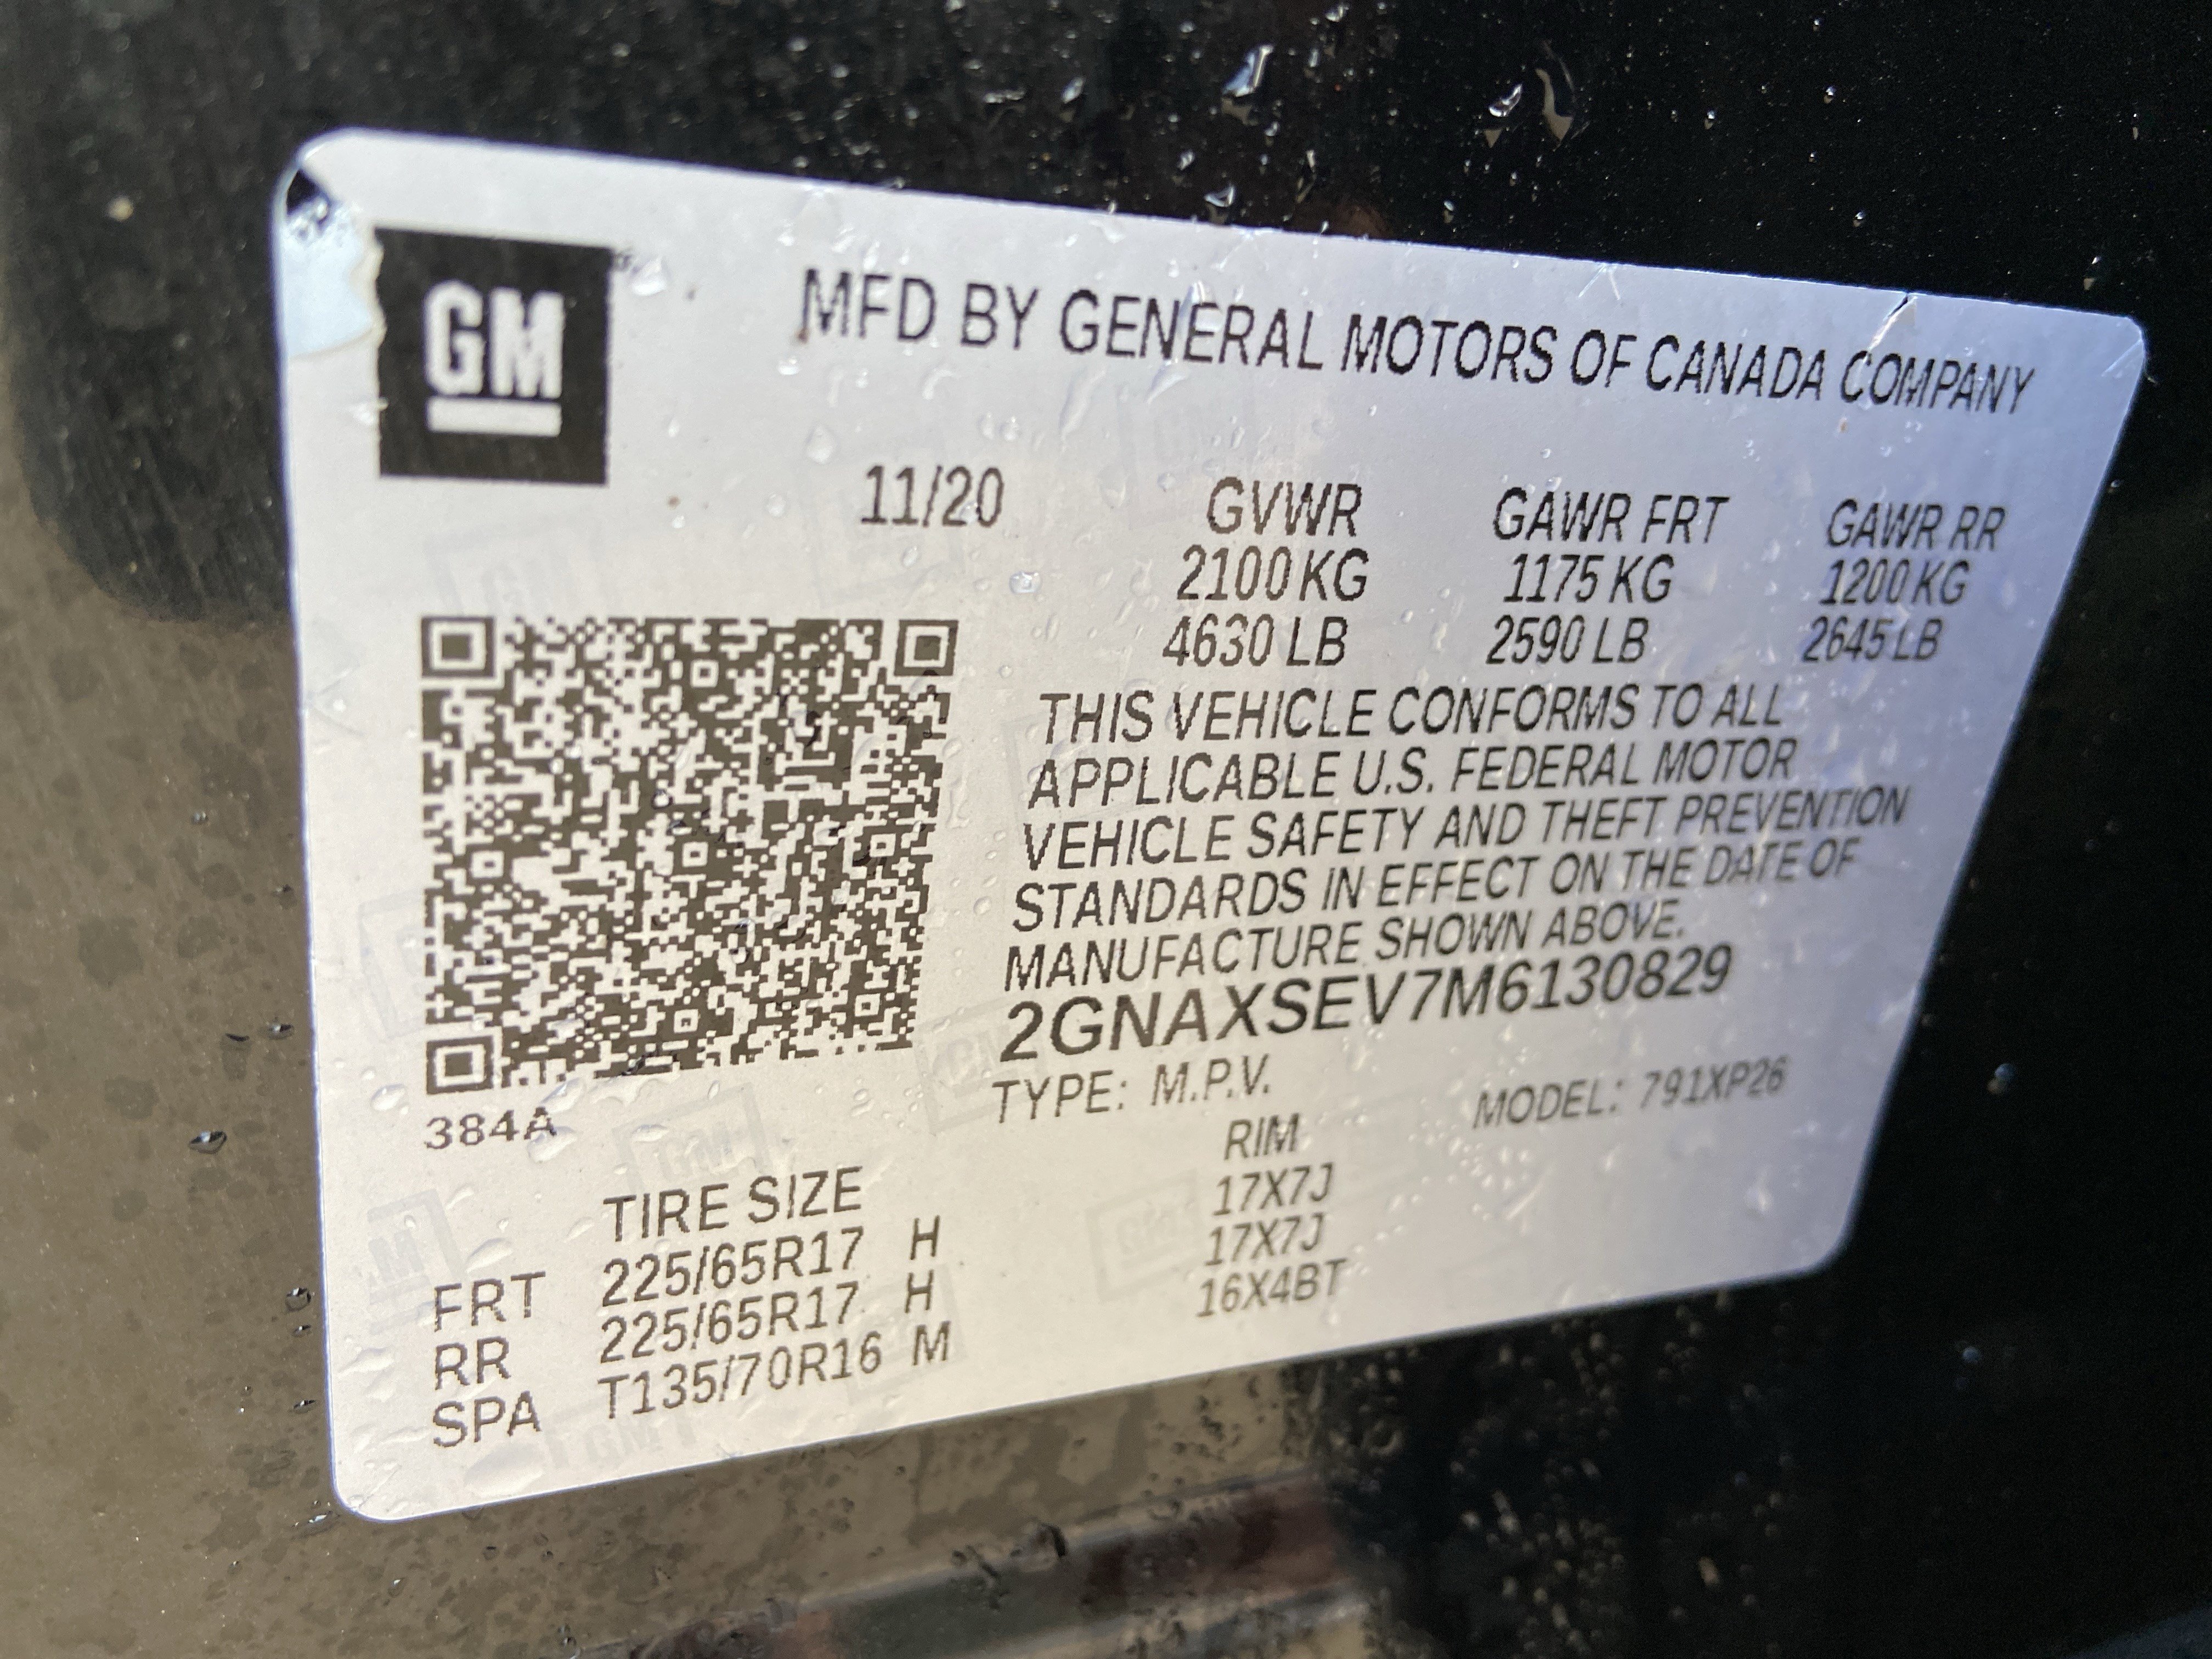 GM
MFD BY GENERAL MOTORS OF CANADA COMPANY
11/20 GVWR GAWR FRT GAWR RR
2100 KG 1175 KG 1200 KG
4630 LB 2590 LB 2645 LB
THIS VEHICLE CONFORMS TO ALL
APPLICABLE U.S. FEDERAL MOTOR
VEHICLE SAFETY AND THEFT PREVENTION
STANDARDS IN EFFECT ON THE DATE OF
MANUFACTURE SHOWN ABOVE.
2GNAXSEV7M6130829
TYPE: M.P.V. MODEL: 791XP26
384A
TIRE SIZE RIM
FRT 225/65R17 H 17X7J
RR 225/65R17 H 17X7J
SPA T135/70R16 M 16X4BT